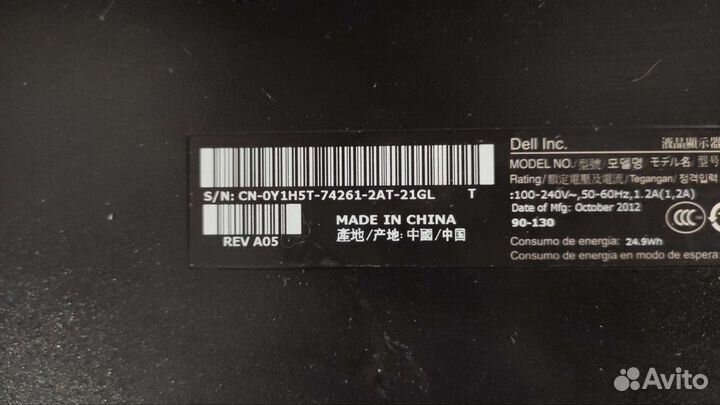 S/N: CN-0Y1H5T-74261-2AT-21GL T
REV A05
MADE IN CHINA
產地/产地: 中國/中国
Dell Inc. 液晶顯示器
MODEL NO./型號/모델명/モデル名/型号
Rating/額定電壓及電流/Tegangan/정격입력
:100-240V~,50-60Hz,1.2A(1,2A)
Date of Mfg: October 2012
90-130
CCC
Consumo de energía: 24.9Wh
Consumo de energía en modo de espera
Avito